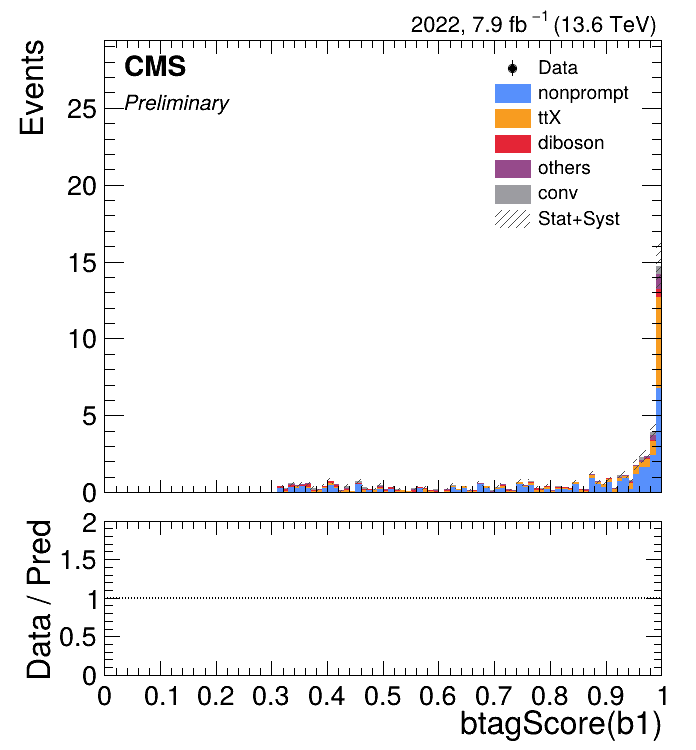 2022, 7.9 fb⁻¹ (13.6 TeV)
CMS
Preliminary
Events
Data
nonprompt
ttX
diboson
others
conv
Stat+Syst
25
20
15
10
5
0
Data / Pred
2
1.5
1
0.5
0
0 0.1 0.2 0.3 0.4 0.5 0.6 0.7 0.8 0.9 1
btagScore(b1)